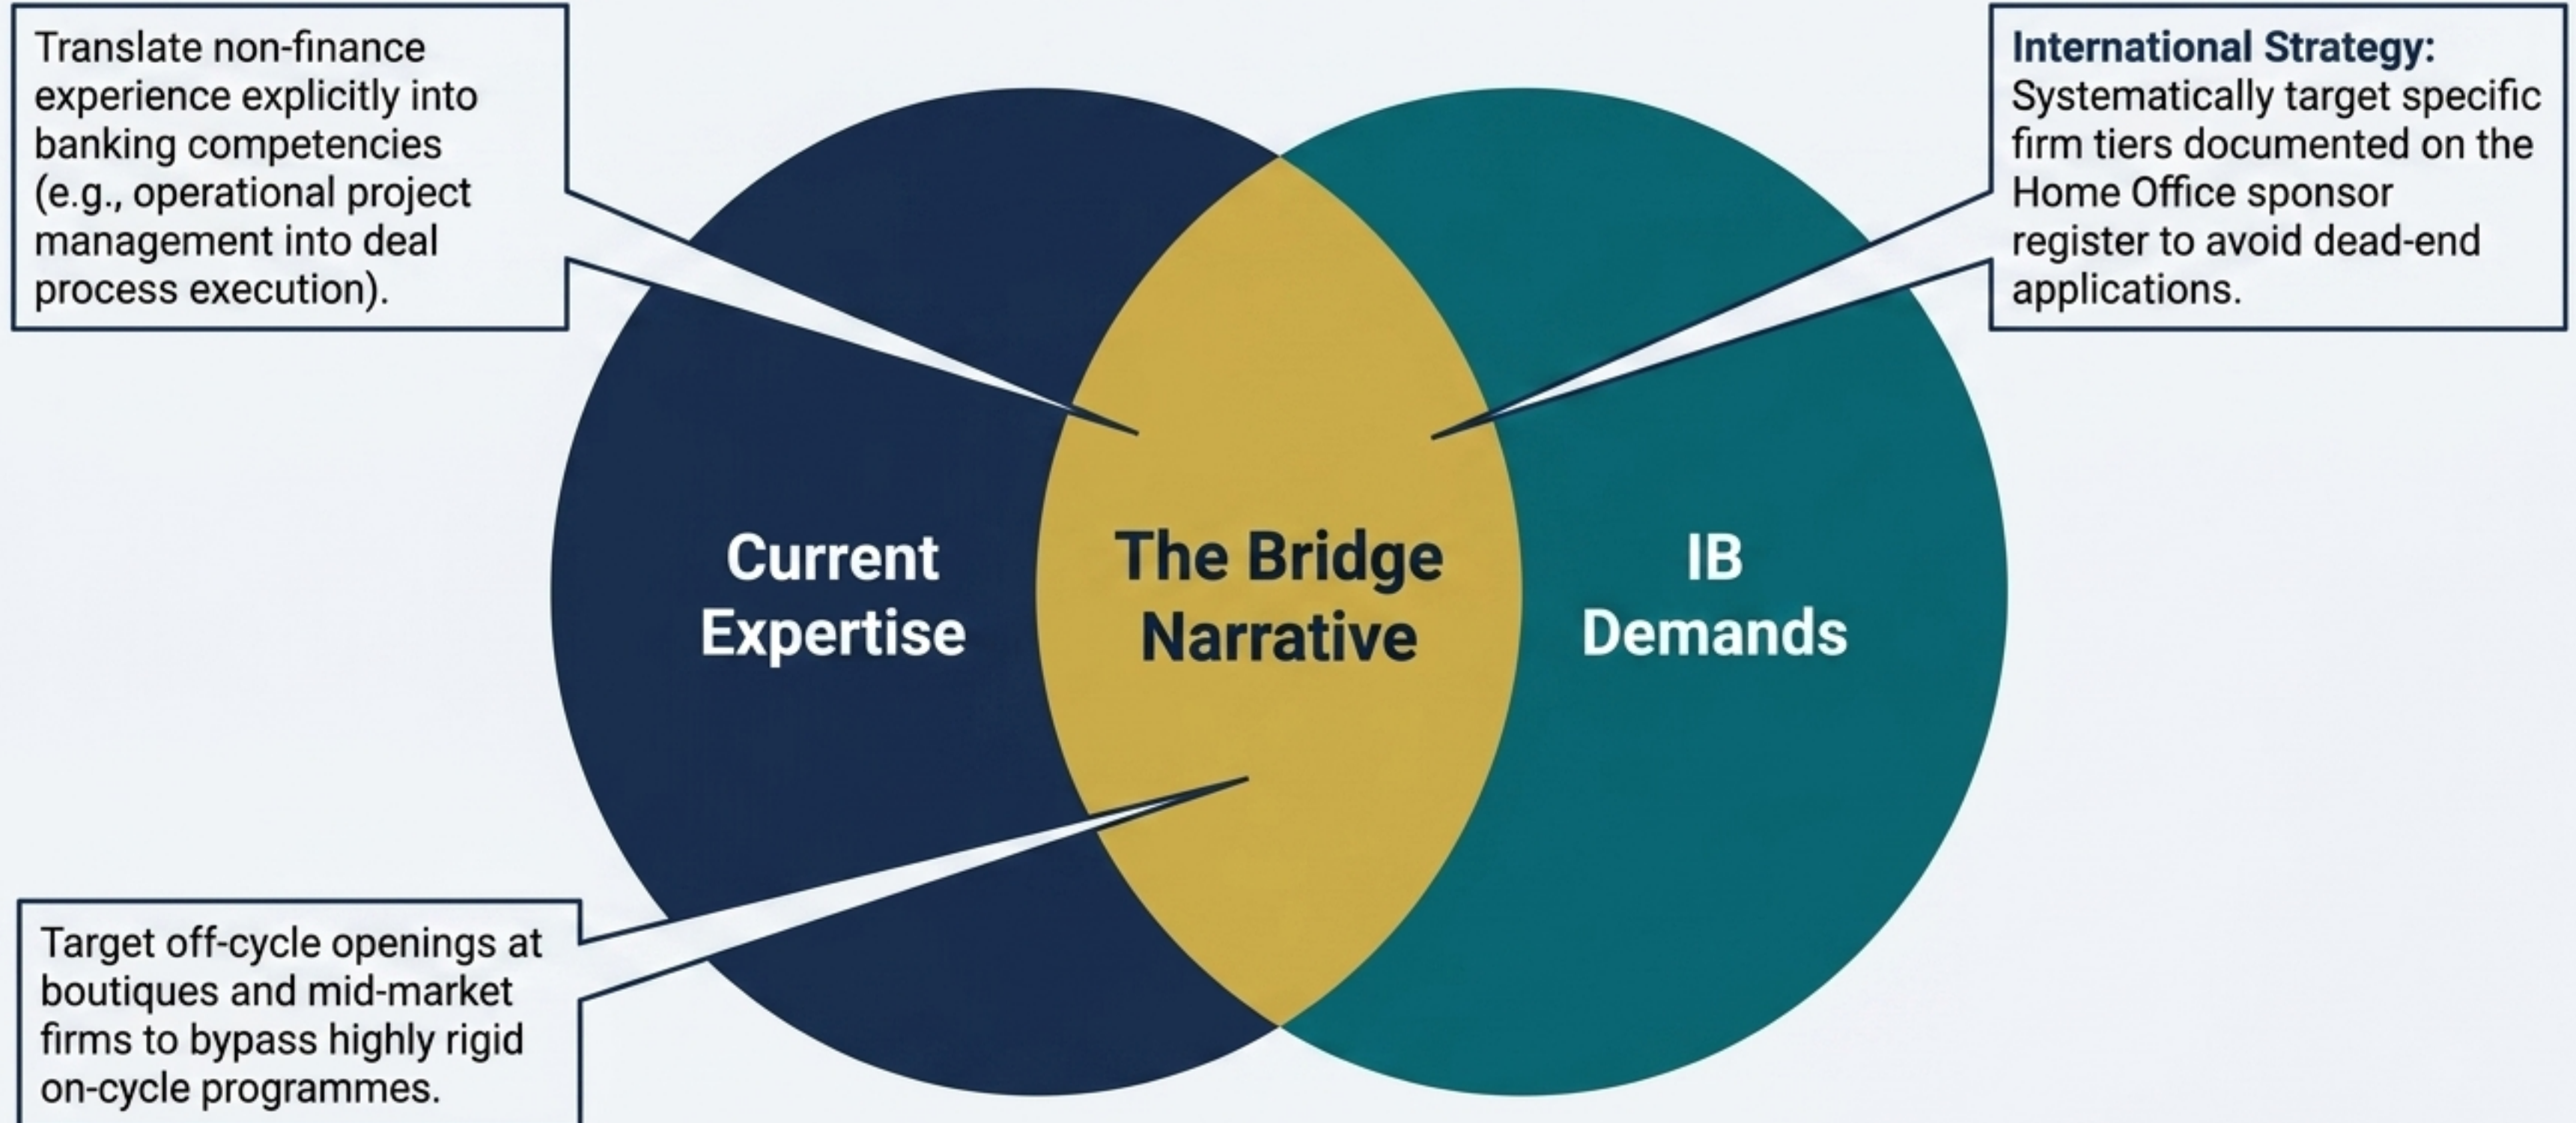 Translate non-finance
experience explicitly into
banking competencies
(e.g., operational project
management into deal
process execution).
International Strategy:
Systematically target specific
firm tiers documented on the
Home Office sponsor
register to avoid dead-end
applications.
Current
Expertise
The Bridge
Narrative
IB
Demands
Target off-cycle openings at
boutiques and mid-market
firms to bypass highly rigid
on-cycle programmes.